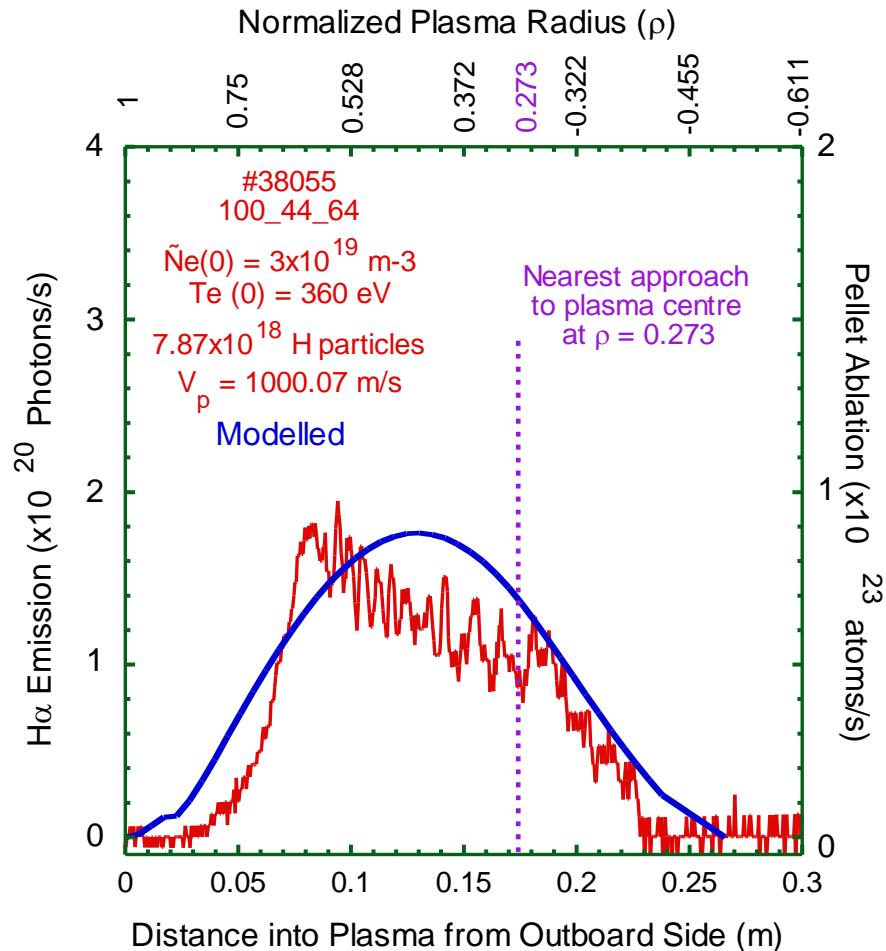 Normalized Plasma Radius (ρ)
1 0.75 0.528 0.372 0.273 -0.322 -0.455 -0.611
#38055
100_44_64
Ñe(0) = 3x10^19 m-3
Te (0) = 360 eV
7.87x10^18 H particles
V_p = 1000.07 m/s
Modelled
Nearest approach
to plasma centre
at ρ = 0.273
Hα Emission (x10 ^20 Photons/s)
4
3
2
1
0
Pellet Ablation (x10 ^23 atoms/s)
2
1
0
0 0.05 0.1 0.15 0.2 0.25 0.3
Distance into Plasma from Outboard Side (m)